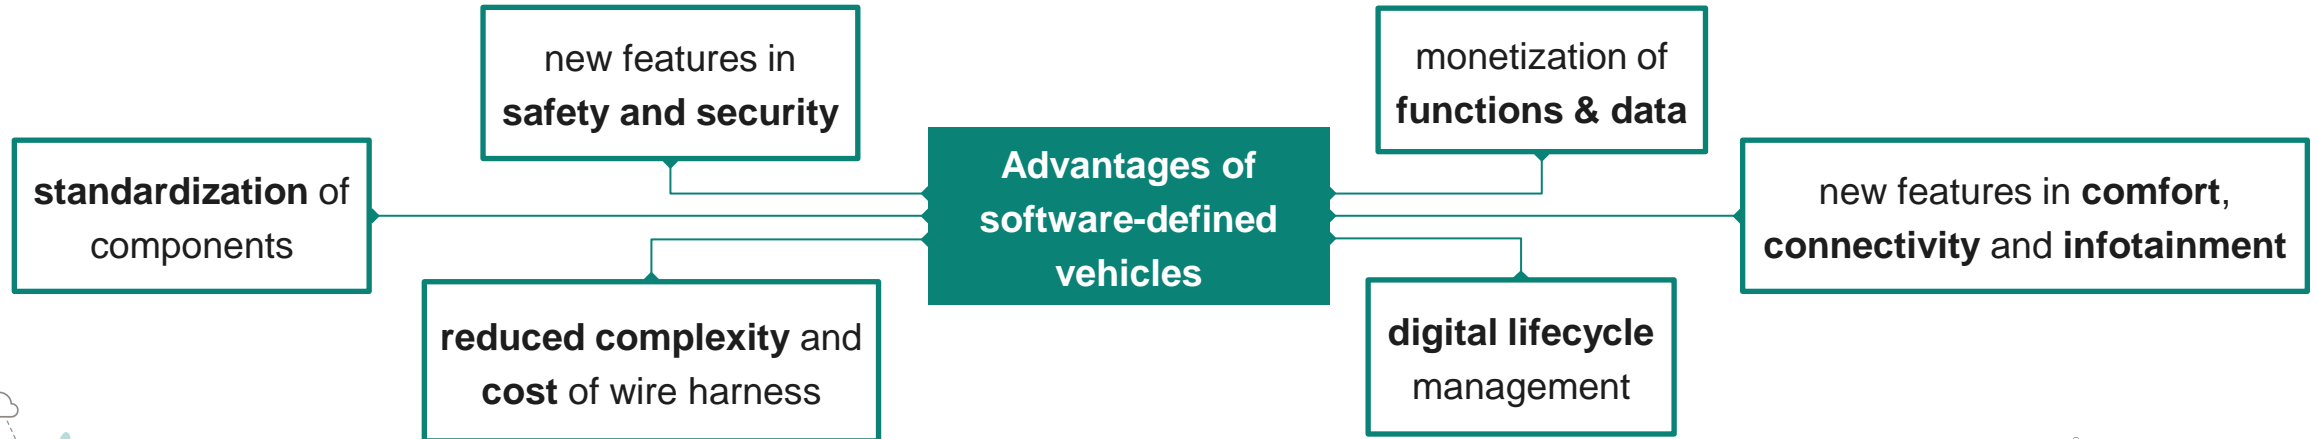 new features in
safety and security
monetization of
functions & data
standardization of
components
Advantages of
software-defined
vehicles
new features in comfort,
connectivity and infotainment
reduced complexity and
cost of wire harness
digital lifecycle
management